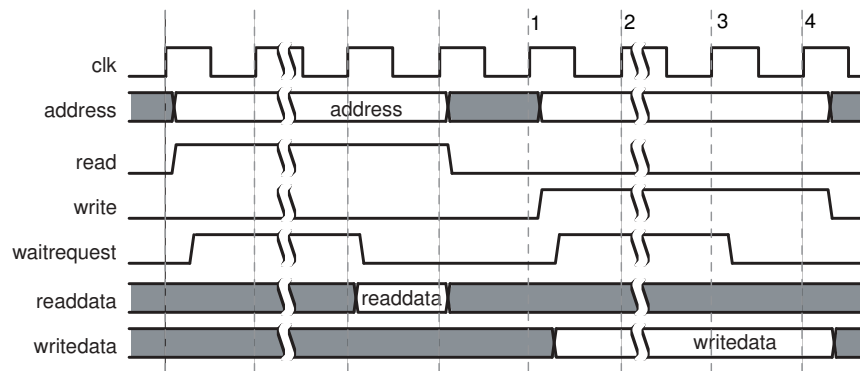 1 2 3 4
clk
address address
read
write
waitrequest
readdata readdata
writedata writedata